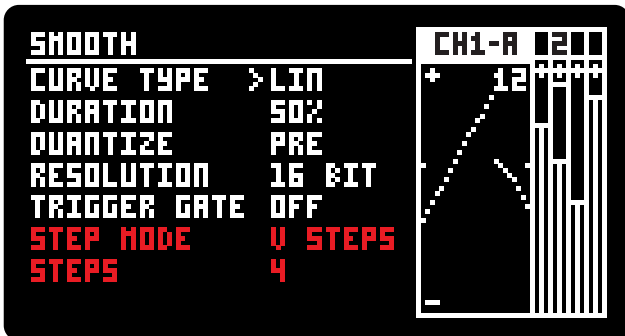 SMOOTH
CURVE TYPE >LIN
DURATION 50%
QUANTIZE PRE
RESOLUTION 16 BIT
TRIGGER GATE OFF
STEP MODE V STEPS
STEPS 4
CH1-A 2
+ 12
-